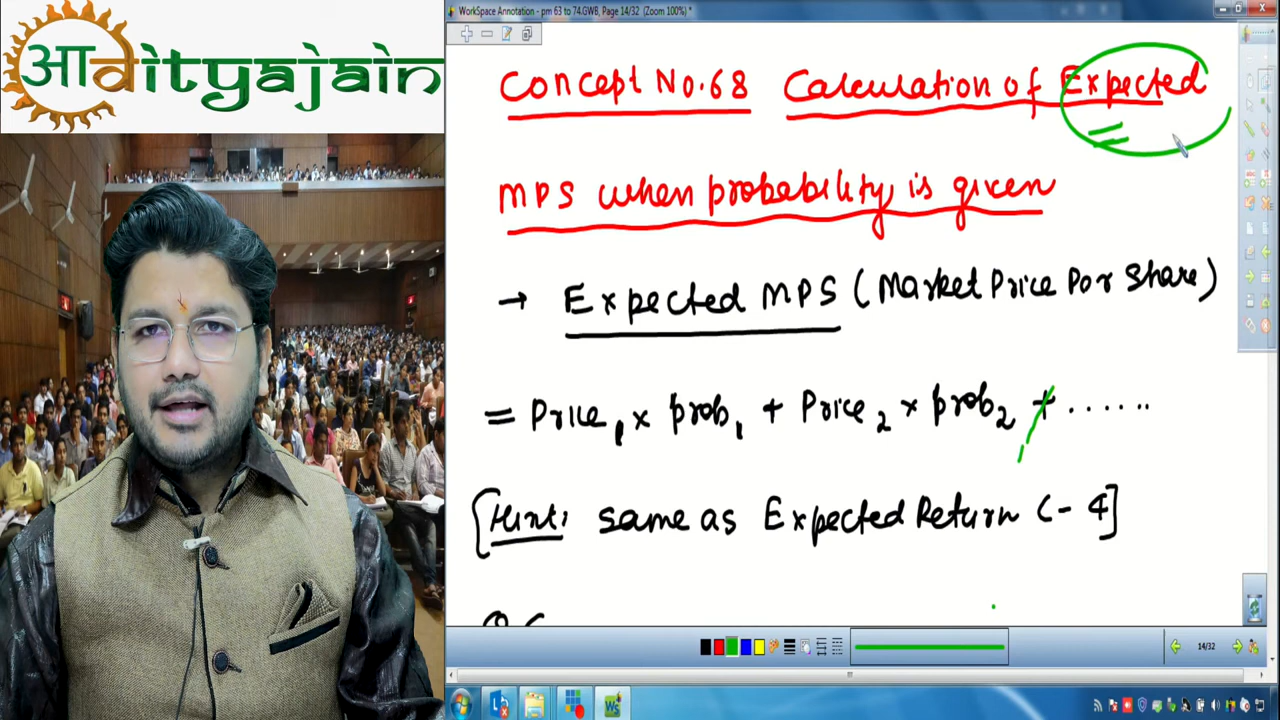 आdityajain
WorkSpace Annotation - pm 63 to 74.GWB, Page 14/32 (Zoom 100%) *
Concept No.68 Calculation of Expected
MPS when probability is given
→ Expected MPS (Market Price Per Share)
= Price₁ × prob₁ + Price₂ × prob₂ + ......
[Hint: same as Expected Return C-4]
14/32